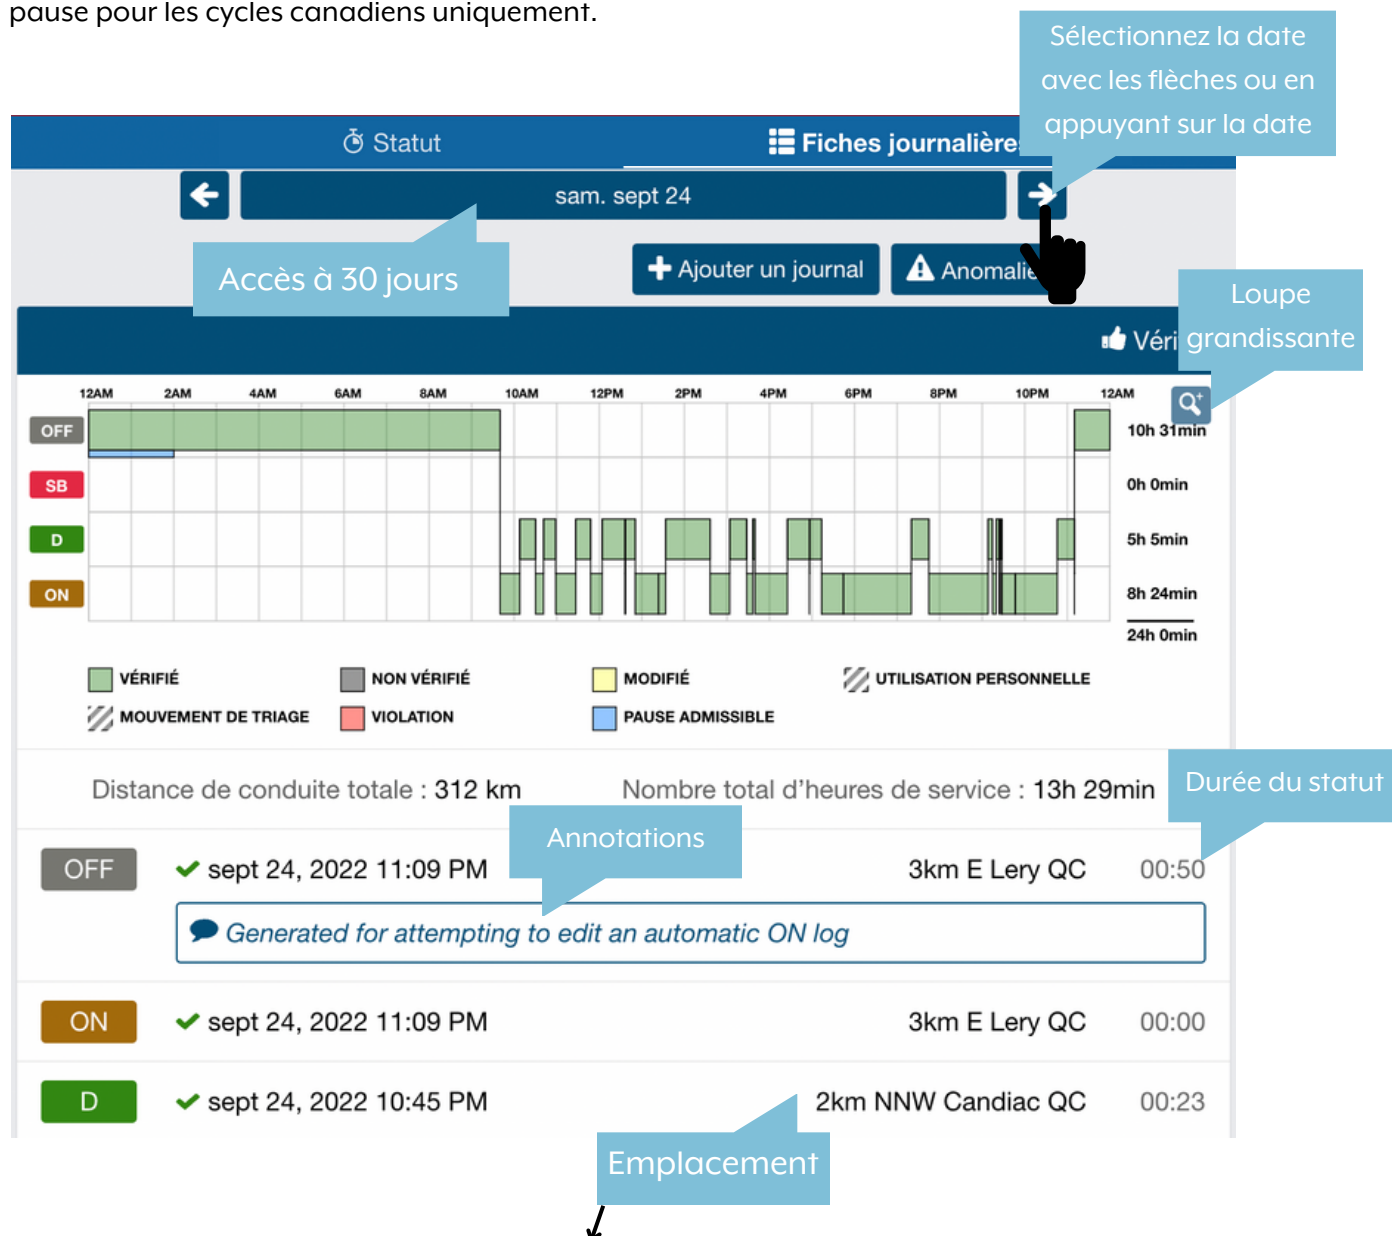 pause pour les cycles canadiens uniquement.
Sélectionnez la date
avec les flèches ou en
appuyant sur la date
Statut
Fiches journalière
sam. sept 24
Accès à 30 jours
Ajouter un journal
Anomalie
Loupe
grandissante
Véri
12AM 2AM 4AM 6AM 8AM 10AM 12PM 2PM 4PM 6PM 8PM 10PM 12AM
OFF 10h 31min
SB 0h 0min
D 5h 5min
ON 8h 24min
24h 0min
VÉRIFIÉ NON VÉRIFIÉ MODIFIÉ UTILISATION PERSONNELLE
MOUVEMENT DE TRIAGE VIOLATION PAUSE ADMISSIBLE
Distance de conduite totale : 312 km Nombre total d'heures de service : 13h 29min
Durée du statut
Annotations
OFF sept 24, 2022 11:09 PM 3km E Lery QC 00:50
Generated for attempting to edit an automatic ON log
ON sept 24, 2022 11:09 PM 3km E Lery QC 00:00
D sept 24, 2022 10:45 PM 2km NNW Candiac QC 00:23
Emplacement